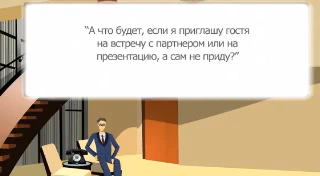 “А что будет, если я приглашу гостя
на встречу с партнером или на
презентацию, а сам не приду?”